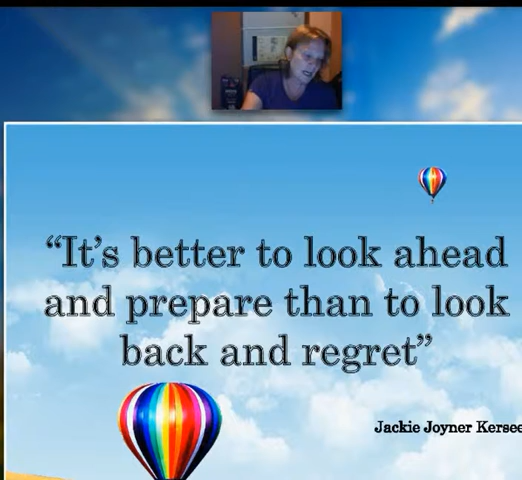 “It’s better to look ahead
and prepare than to look
back and regret”
Jackie Joyner Kersee